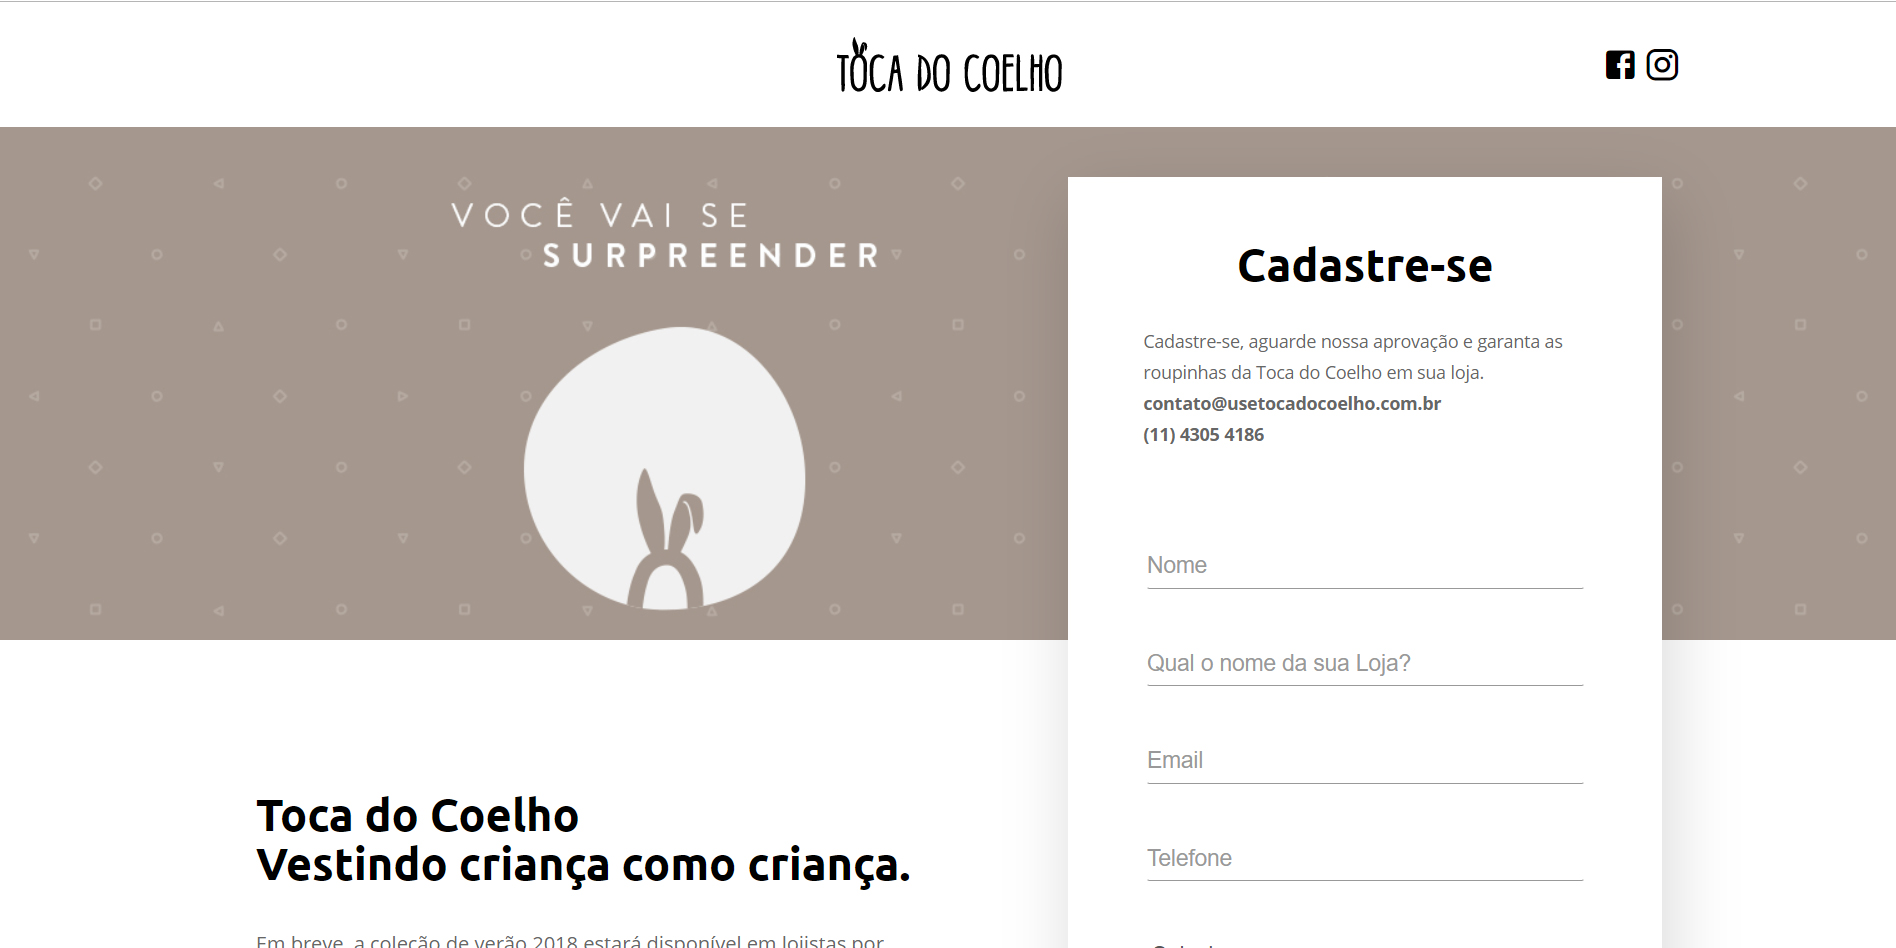 TOCA DO COELHO
VOCÊ VAI SE
SURPREENDER
Cadastre-se
Cadastre-se, aguarde nossa aprovação e garanta as
roupinhas da Toca do Coelho em sua loja.
contato@usetocadocoelho.com.br
(11) 4305 4186
Nome
Qual o nome da sua Loja?
Email
Telefone
Toca do Coelho
Vestindo criança como criança.
Em breve, a coleção de verão 2018 estará disponível em lojistas por